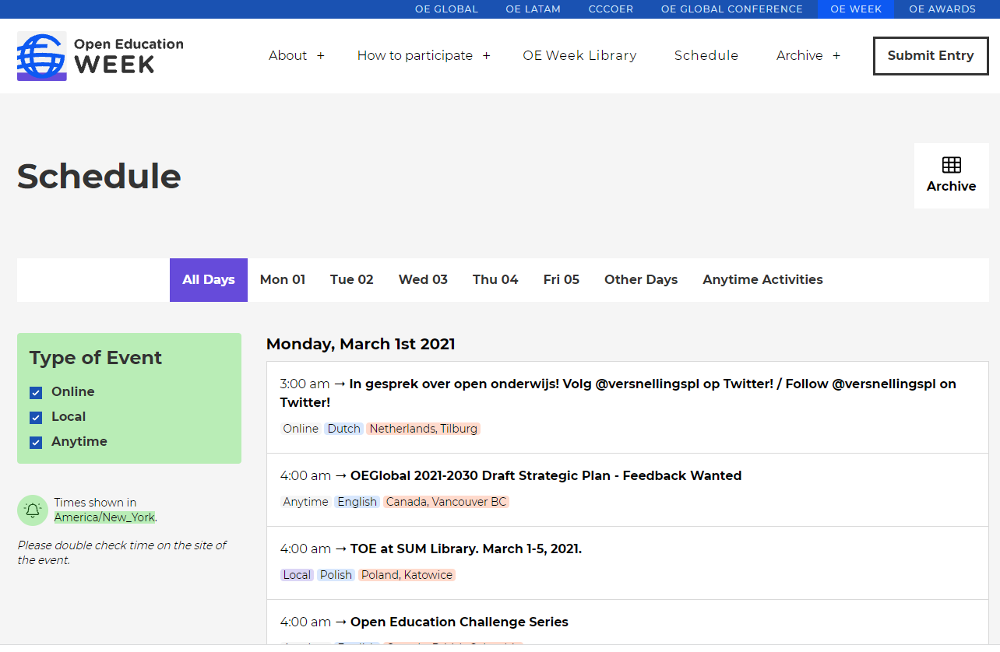 OE GLOBAL OE LATAM CCCOER OE GLOBAL CONFERENCE OE WEEK OE AWARDS
Open Education
WEEK
About + How to participate + OE Week Library Schedule Archive + Submit Entry
Schedule
Archive
All Days Mon 01 Tue 02 Wed 03 Thu 04 Fri 05 Other Days Anytime Activities
Type of Event
Online
Local
Anytime
Times shown in
America/New_York.
Please double check time on the site of
the event.
Monday, March 1st 2021
3:00 am → In gesprek over open onderwijs! Volg @versnellingspl op Twitter! / Follow @versnellingspl on
Twitter!
Online Dutch Netherlands, Tilburg
4:00 am → OEGlobal 2021-2030 Draft Strategic Plan - Feedback Wanted
Anytime English Canada, Vancouver BC
4:00 am → TOE at SUM Library. March 1-5, 2021.
Local Polish Poland, Katowice
4:00 am → Open Education Challenge Series